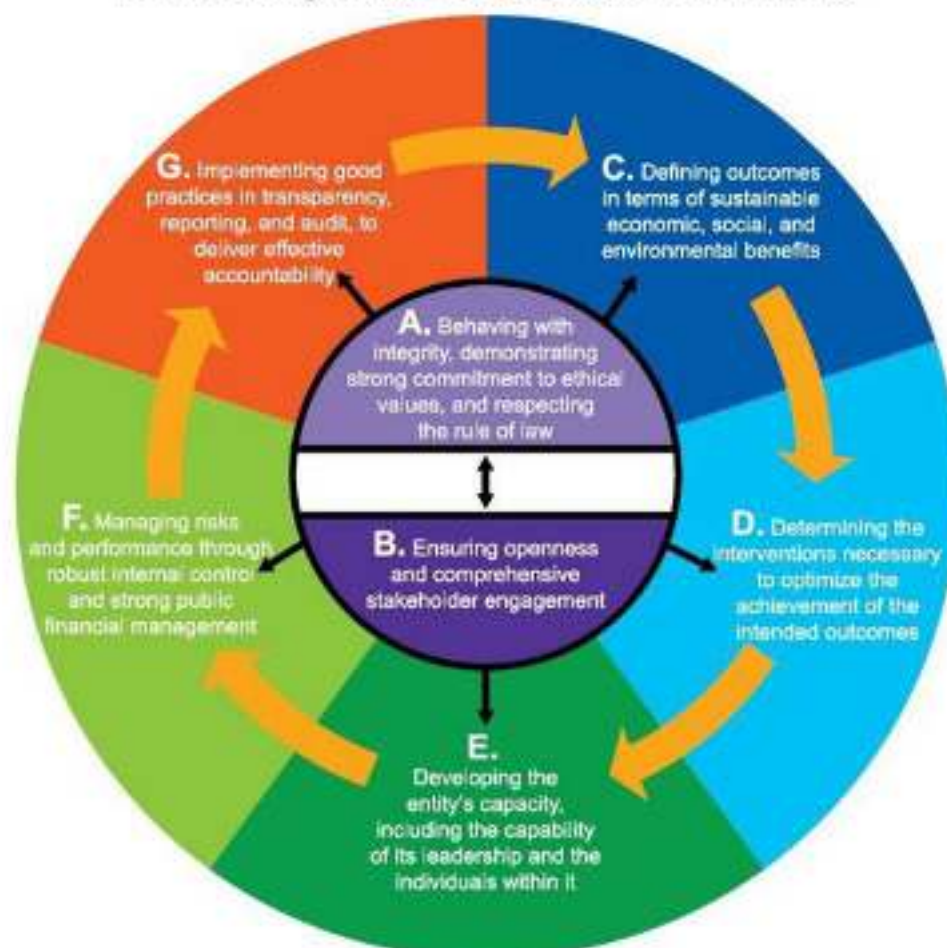 G. Implementing good
practices in transparency,
reporting, and audit, to
deliver effective
accountability
C. Defining outcomes
in terms of sustainable
economic, social, and
environmental benefits
A. Behaving with
integrity, demonstrating
strong commitment to ethical
values, and respecting
the rule of law
B. Ensuring openness
and comprehensive
stakeholder engagement
D. Determining the
interventions necessary
to optimize the
achievement of the
intended outcomes
E.
Developing the
entity's capacity,
including the capability
of its leadership and the
individuals within it
F. Managing risks
and performance through
robust internal control
and strong public
financial management